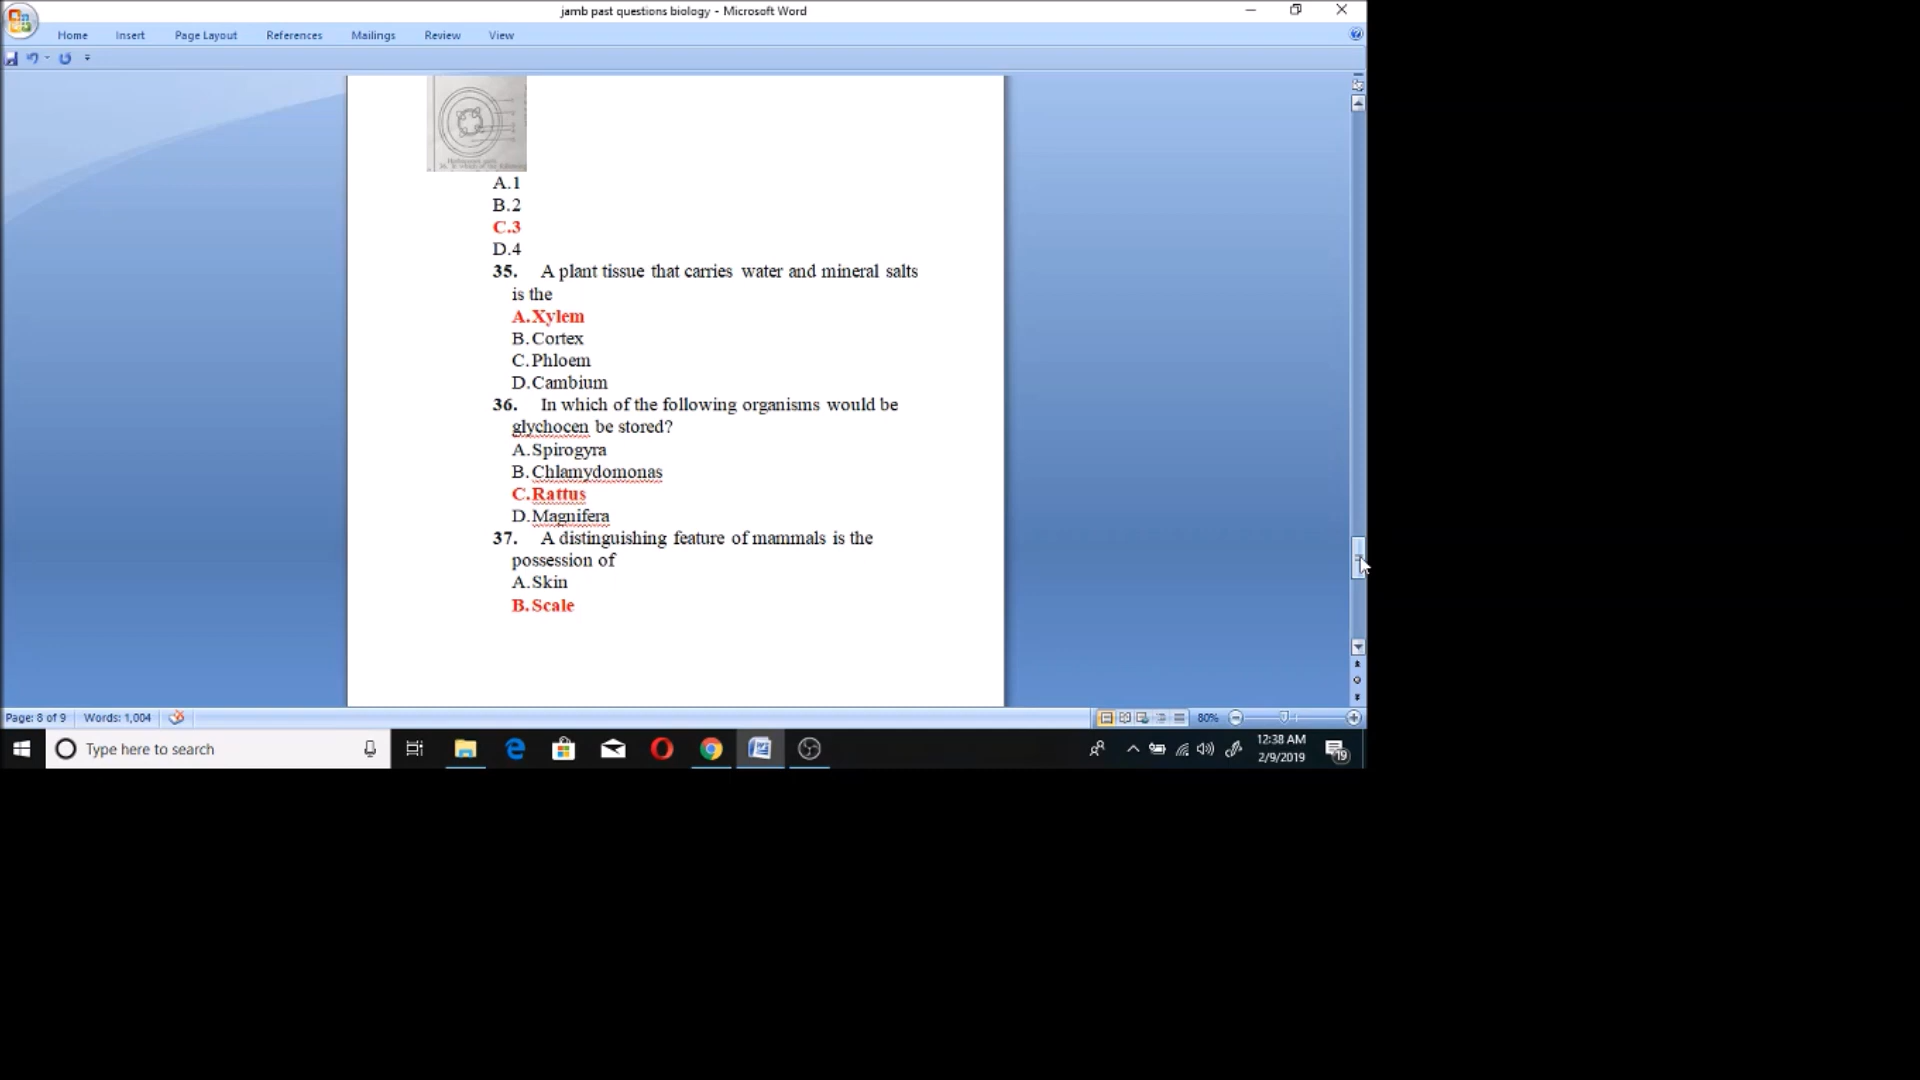 jamb past questions biology - Microsoft Word
Home Insert Page Layout References Mailings Review View
A.1
B.2
C.3
D.4
35. A plant tissue that carries water and mineral salts
is the
A.Xylem
B.Cortex
C.Phloem
D.Cambium
36. In which of the following organisms would be
glychocen be stored?
A.Spirogyra
B.Chlamydomonas
C.Rattus
D.Magnifera
37. A distinguishing feature of mammals is the
possession of
A.Skin
B.Scale
Page: 8 of 9 Words: 1,004 80%
Type here to search
12:38 AM
2/9/2019
19